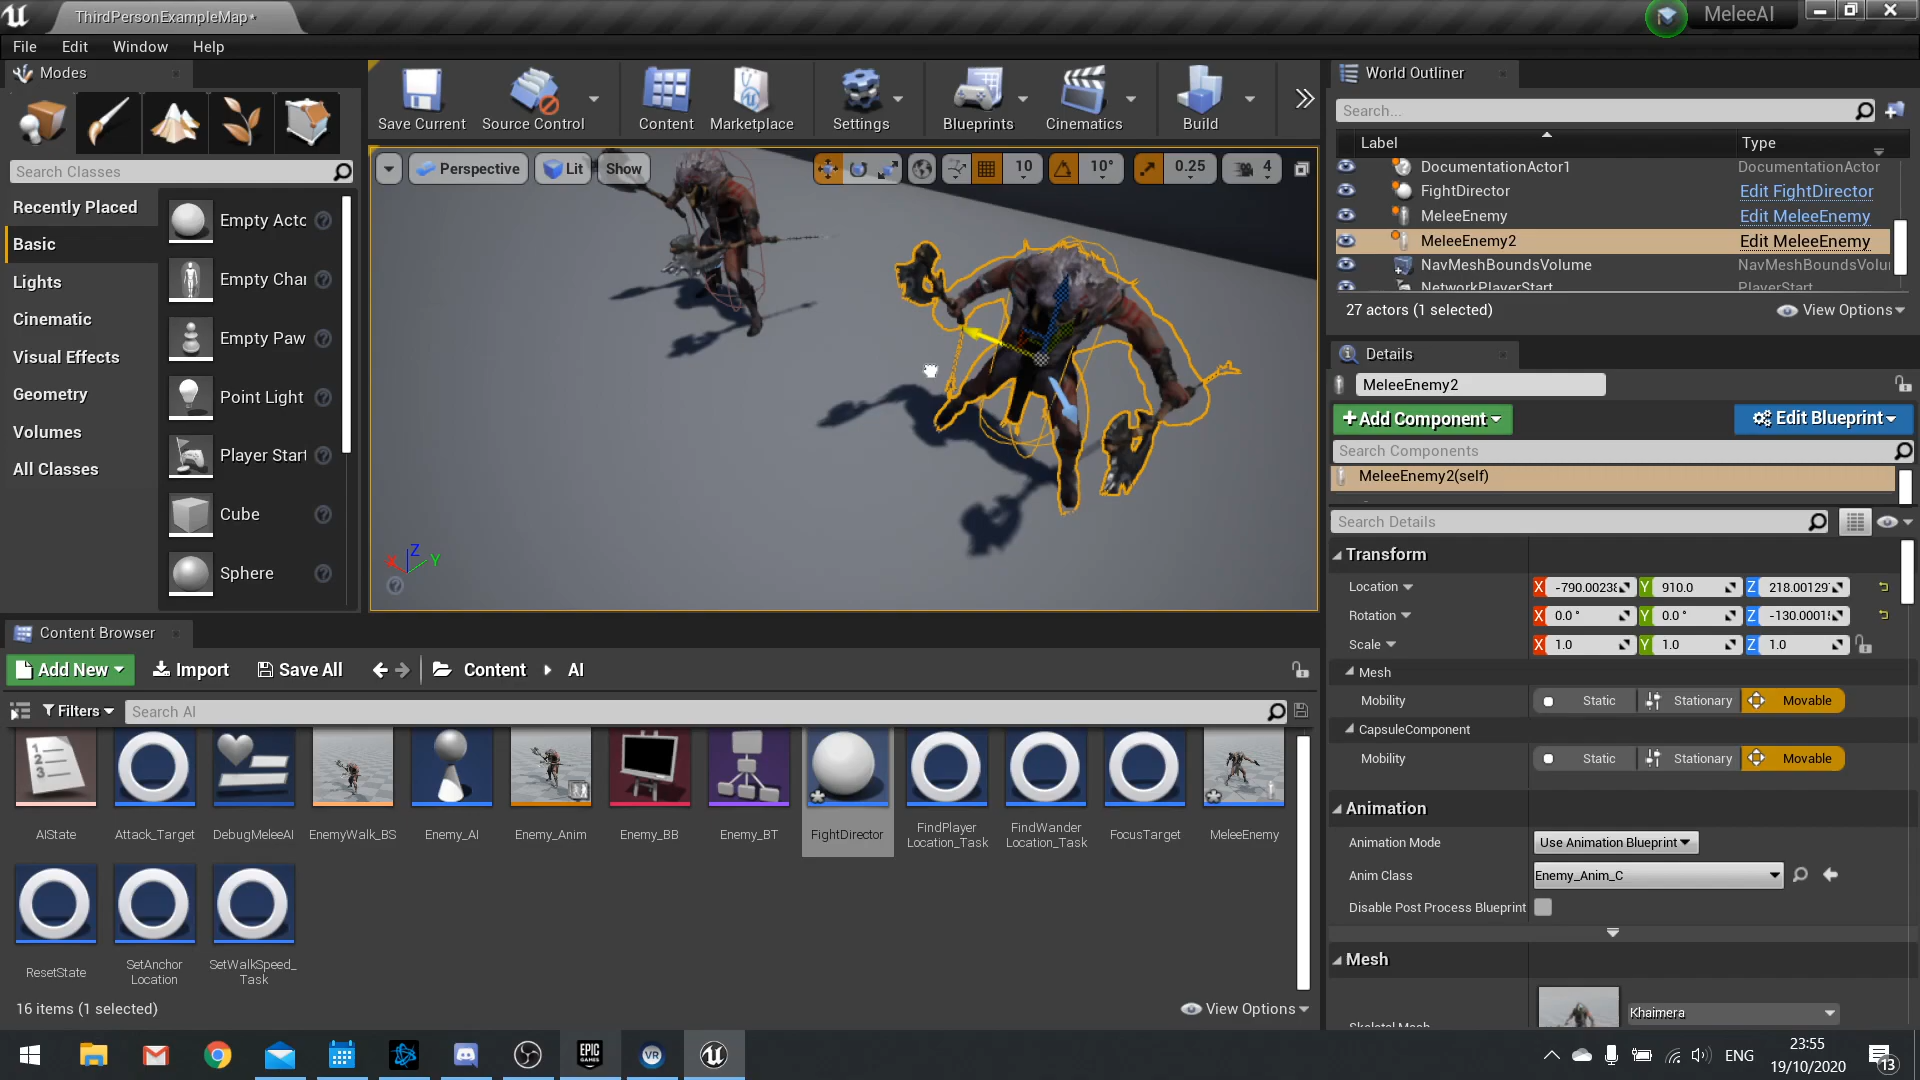 ThirdPersonExampleMap*
MeleeAI
File Edit Window Help
Modes
Search Classes
Recently Placed
Basic
Lights
Cinematic
Visual Effects
Geometry
Volumes
All Classes
Empty Acto
Empty Char
Empty Paw
Point Light
Player Start
Cube
Sphere
Save Current
Source Control
Content
Marketplace
Settings
Blueprints
Cinematics
Build
Perspective
Lit
Show
10
10°
0.25
4
X
Z
Y
World Outliner
Search...
Label Type
DocumentationActor1 DocumentationActor
FightDirector Edit FightDirector
MeleeEnemy Edit MeleeEnemy
MeleeEnemy2 Edit MeleeEnemy
NavMeshBoundsVolume NavMeshBoundsVolu
NetworkPlayerStart PlayerStart
27 actors (1 selected)
View Options
Details
MeleeEnemy2
+Add Component
Edit Blueprint
Search Components
MeleeEnemy2(self)
Search Details
Transform
Location X -790.00238 Y 910.0 Z 218.00129
Rotation X 0.0 ° Y 0.0 ° Z -130.0001
Scale X 1.0 Y 1.0 Z 1.0
Mesh
Mobility Static Stationary Movable
CapsuleComponent
Mobility Static Stationary Movable
Animation
Animation Mode Use Animation Blueprint
Anim Class Enemy_Anim_C
Disable Post Process Blueprint
Mesh
Skeletal Mesh
Khaimera
Content Browser
Add New Import Save All Content AI
Filters Search AI
AIState
Attack_Target
DebugMeleeAI
EnemyWalk_BS
Enemy_AI
Enemy_Anim
Enemy_BB
Enemy_BT
FightDirector
FindPlayer
Location_Task
FindWander
Location_Task
FocusTarget
MeleeEnemy
ResetState
SetAnchor
Location
SetWalkSpeed_
Task
16 items (1 selected)
View Options
EPIC
GAMES
VR
ENG
23:55
19/10/2020
13